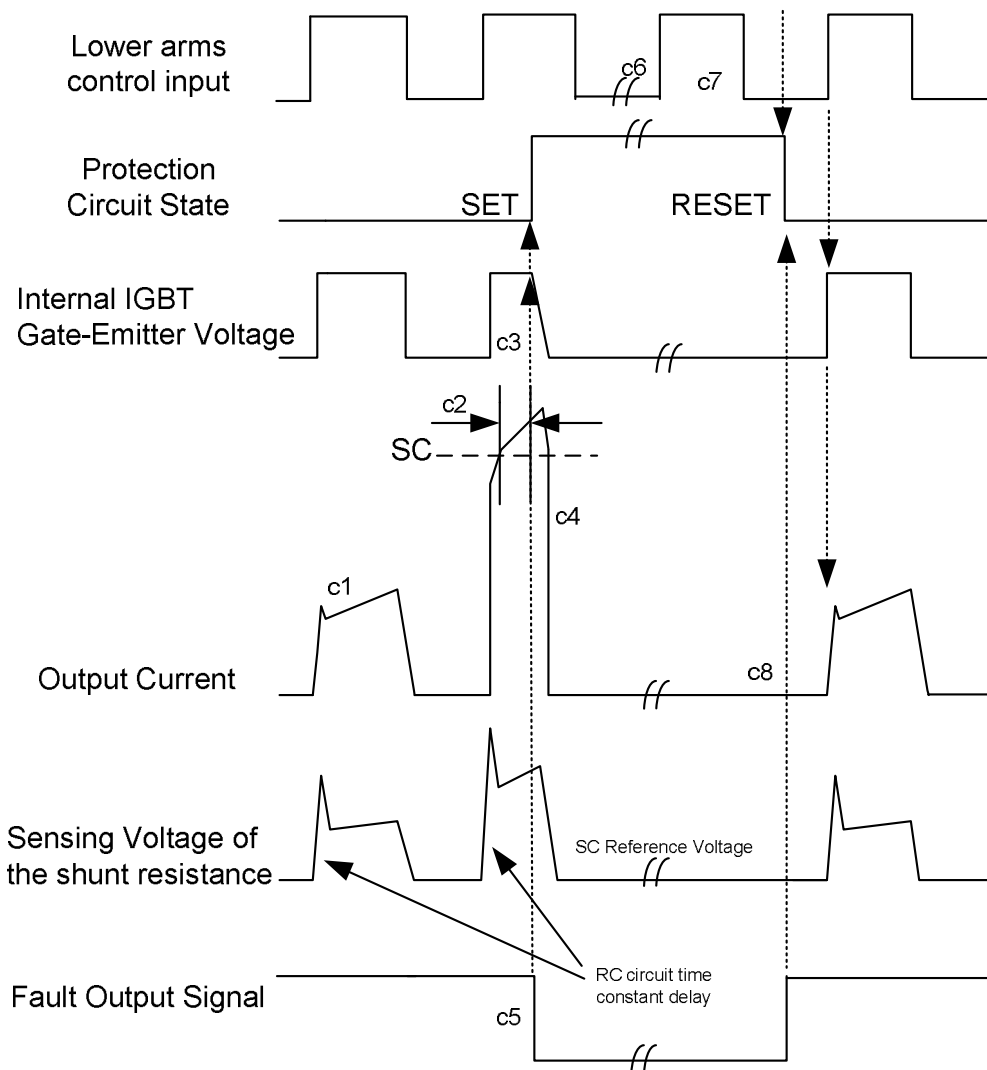 Lower arms
control input
c6
c7
Protection
Circuit State
SET
RESET
Internal IGBT
Gate-Emitter Voltage
c3
c2
SC
c4
c1
Output Current
c8
Sensing Voltage of
the shunt resistance
SC Reference Voltage
RC circuit time
constant delay
Fault Output Signal
c5